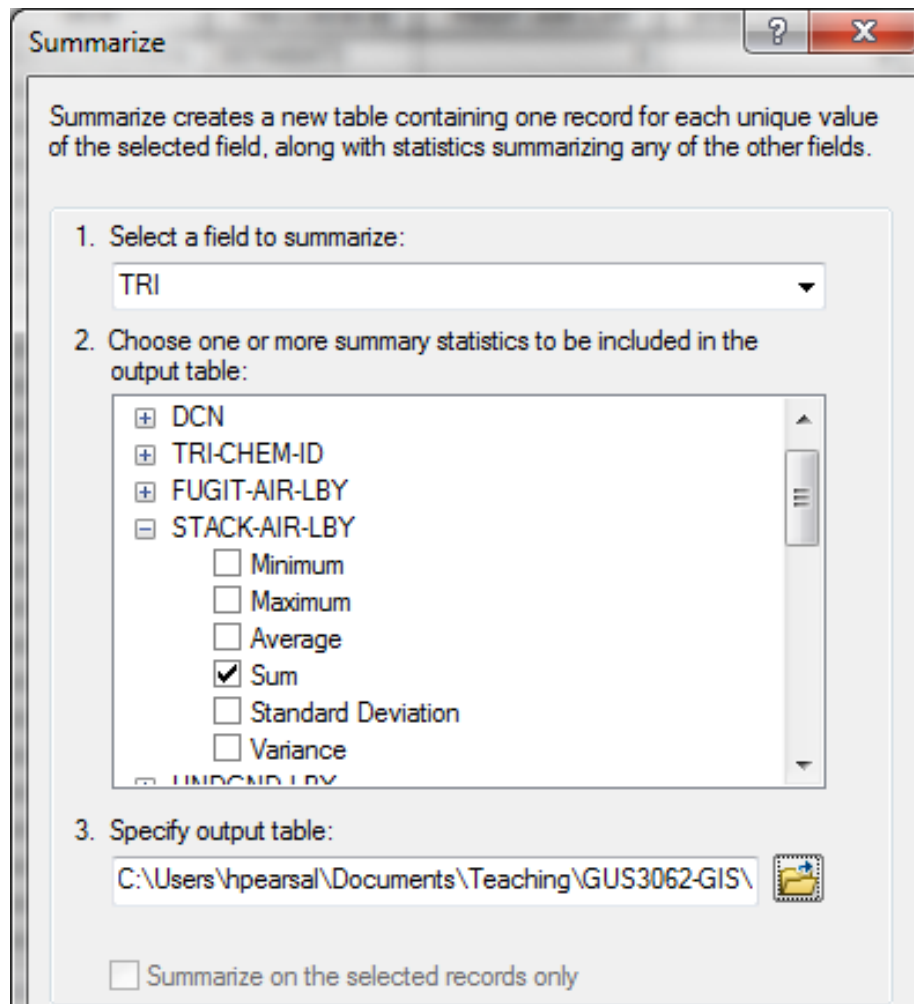 Summarize
Summarize creates a new table containing one record for each unique value
of the selected field, along with statistics summarizing any of the other fields.
1. Select a field to summarize:
TRI
2. Choose one or more summary statistics to be included in the
output table:
DCN
TRI-CHEM-ID
FUGIT-AIR-LBY
STACK-AIR-LBY
Minimum
Maximum
Average
Sum
Standard Deviation
Variance
3. Specify output table:
C:\Users\hpearsal\Documents\Teaching\GUS3062-GIS\
Summarize on the selected records only